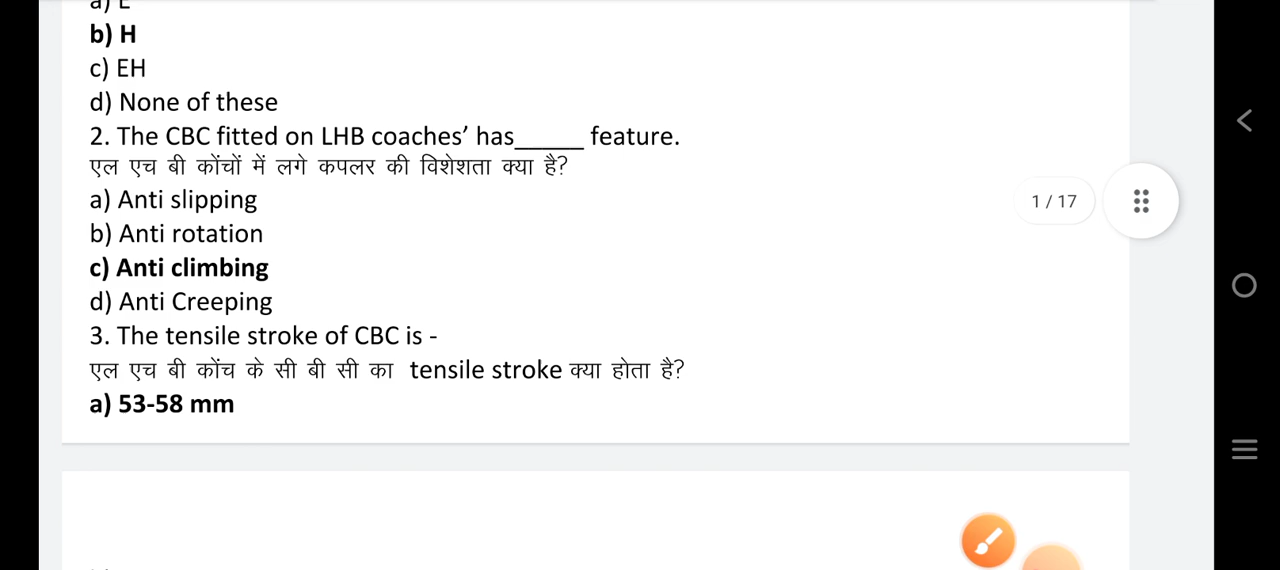 a) E
b) H
c) EH
d) None of these
2. The CBC fitted on LHB coaches’ has_____ feature.
एल एच बी कोंचों में लगे कपलर की विशेशता क्या है?
a) Anti slipping
b) Anti rotation
c) Anti climbing
d) Anti Creeping
3. The tensile stroke of CBC is -
एल एच बी कोंच के सी बी सी का tensile stroke क्या होता है?
a) 53-58 mm
1 / 17